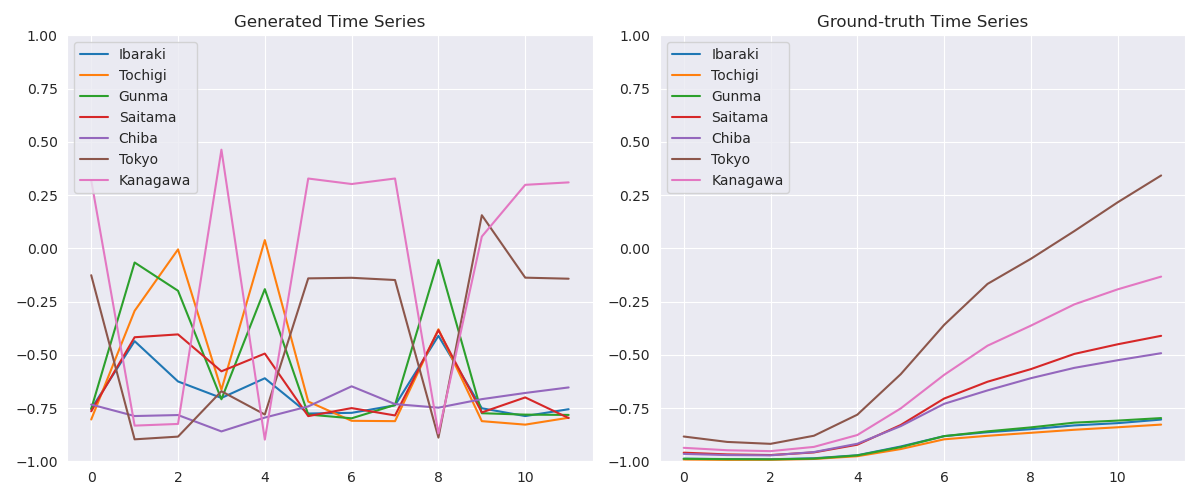 Generated Time Series
1.00
0.75
0.50
0.25
0.00
−0.25
−0.50
−0.75
−1.00
Ibaraki
Tochigi
Gunma
Saitama
Chiba
Tokyo
Kanagawa
0 2 4 6 8 10
Ground-truth Time Series
1.00
0.75
0.50
0.25
0.00
−0.25
−0.50
−0.75
−1.00
Ibaraki
Tochigi
Gunma
Saitama
Chiba
Tokyo
Kanagawa
0 2 4 6 8 10